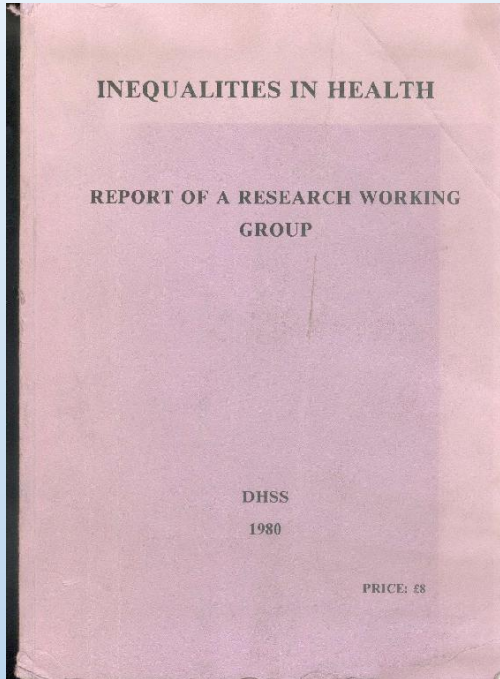 INEQUALITIES IN HEALTH
REPORT OF A RESEARCH WORKING
GROUP
DHSS
1980
PRICE: £8